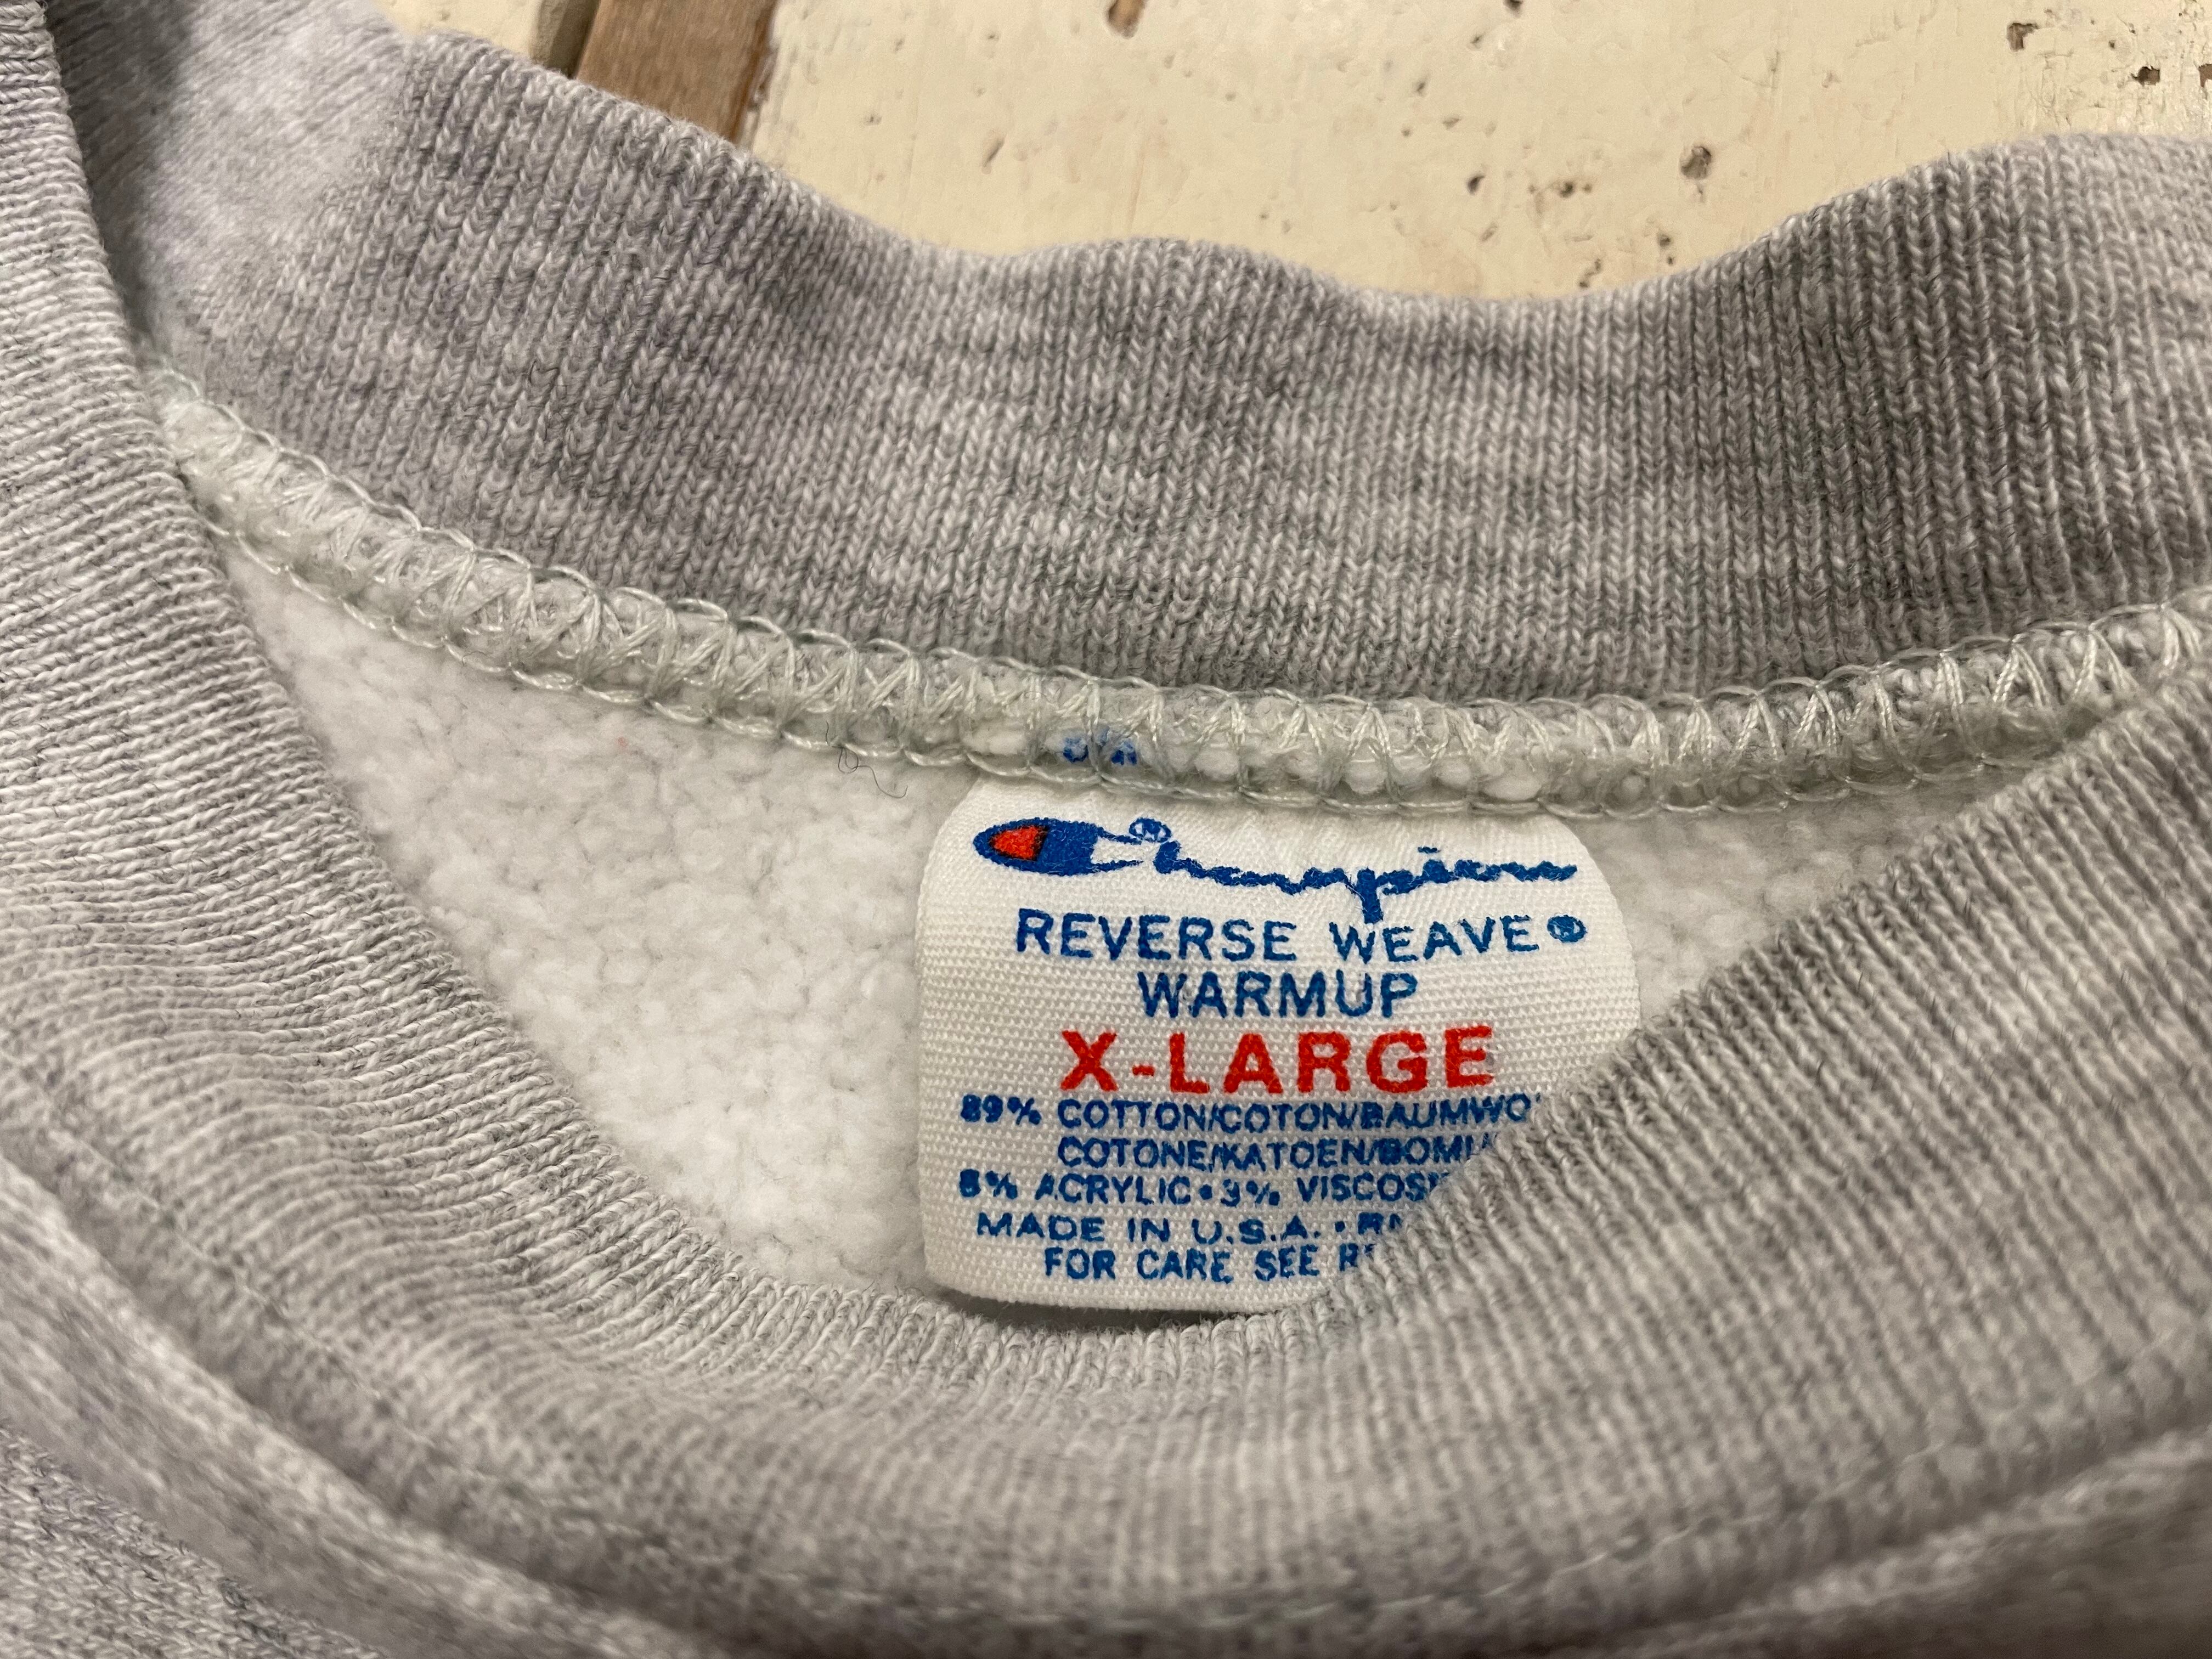 Champion
REVERSE WEAVE®
WARMUP
X-LARGE
89% COTTON/COTON/BAUMWO
COTONE/KATOEN/BOMU
8% ACRYLIC • 3% VISCOS
MADE IN U.S.A. •
FOR CARE SEE